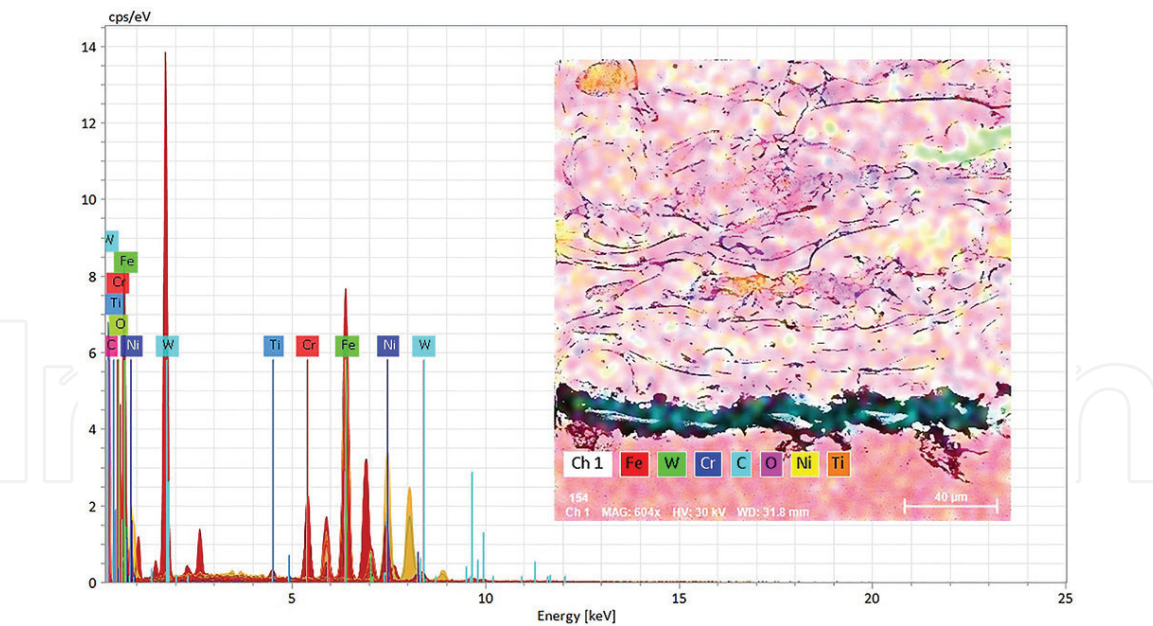 cps/eV
14
12
10
8
6
4
2
0
W
Fe
Cr
Ti
O
C Ni W Ti Cr Fe Ni W
5 10 15 20 25
Energy [keV]
Ch 1 Fe W Cr C O Ni Ti
154
Ch 1 MAG: 604x HV: 30 kV WD: 31.8 mm
40 µm